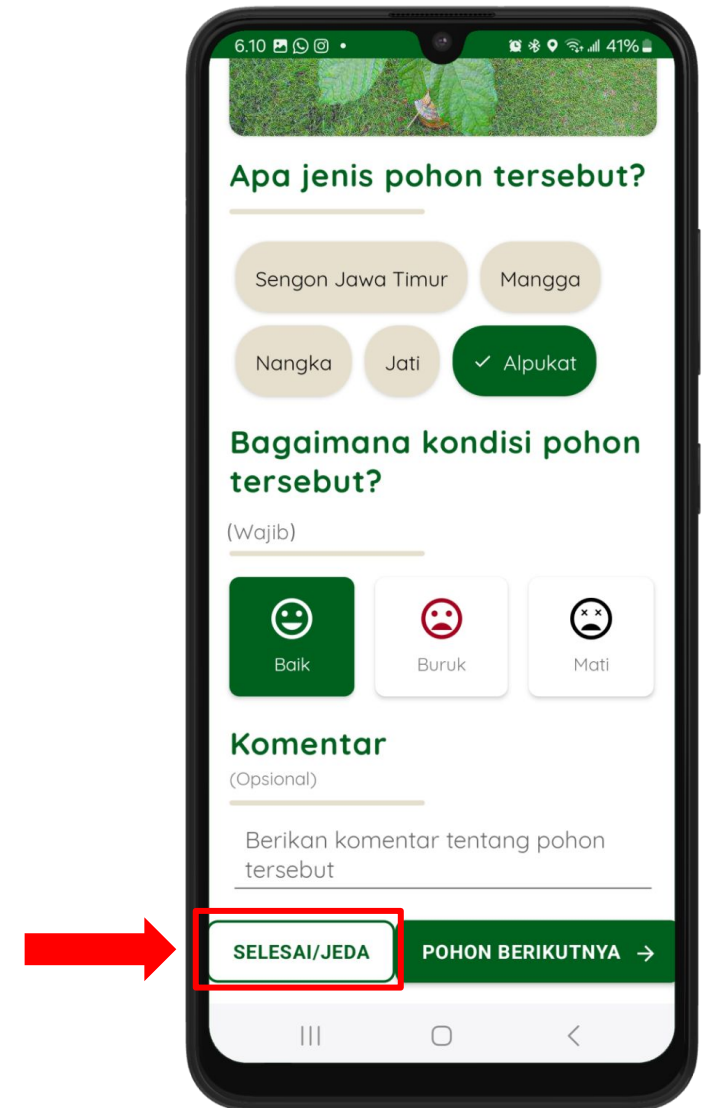 6.10 41%
Apa jenis pohon tersebut?
Sengon Jawa Timur Mangga
Nangka Jati Alpukat
Bagaimana kondisi pohon
tersebut?
(Wajib)
Baik Buruk Mati
Komentar
(Opsional)
Berikan komentar tentang pohon
tersebut
SELESAI/JEDA POHON BERIKUTNYA →